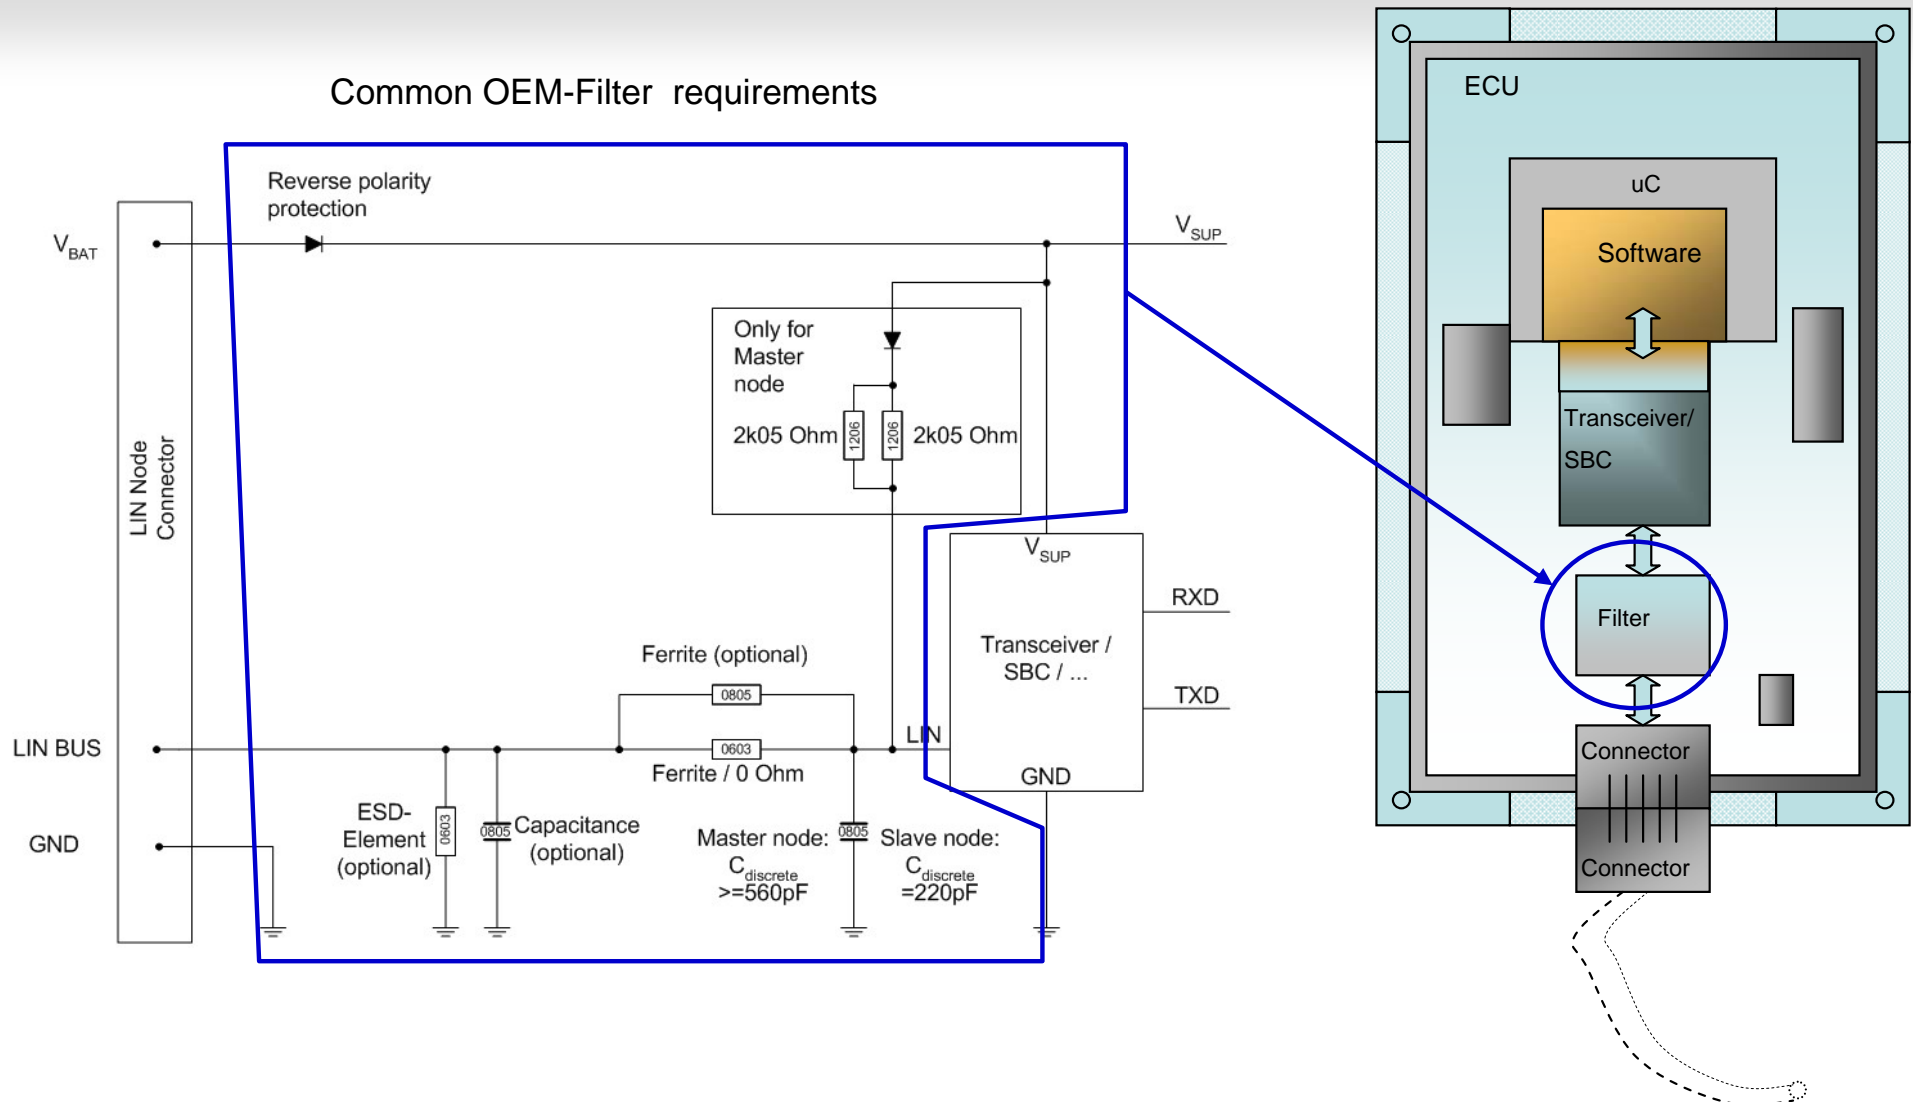 Common OEM-Filter requirements
Reverse polarity
protection
V_BAT
V_SUP
Only for
Master
node
2k05 Ohm
1206
1206
2k05 Ohm
LIN Node
Connector
V_SUP
RXD
Transceiver /
SBC / ...
TXD
Ferrite (optional)
0805
LIN BUS
0603
LIN
Ferrite / 0 Ohm
GND
ESD-
Element
(optional)
0603
0805
Capacitance
(optional)
Master node:
C_discrete
>=560pF
0805
Slave node:
C_discrete
=220pF
GND
ECU
uC
Software
Transceiver/
SBC
Filter
Connector
Connector